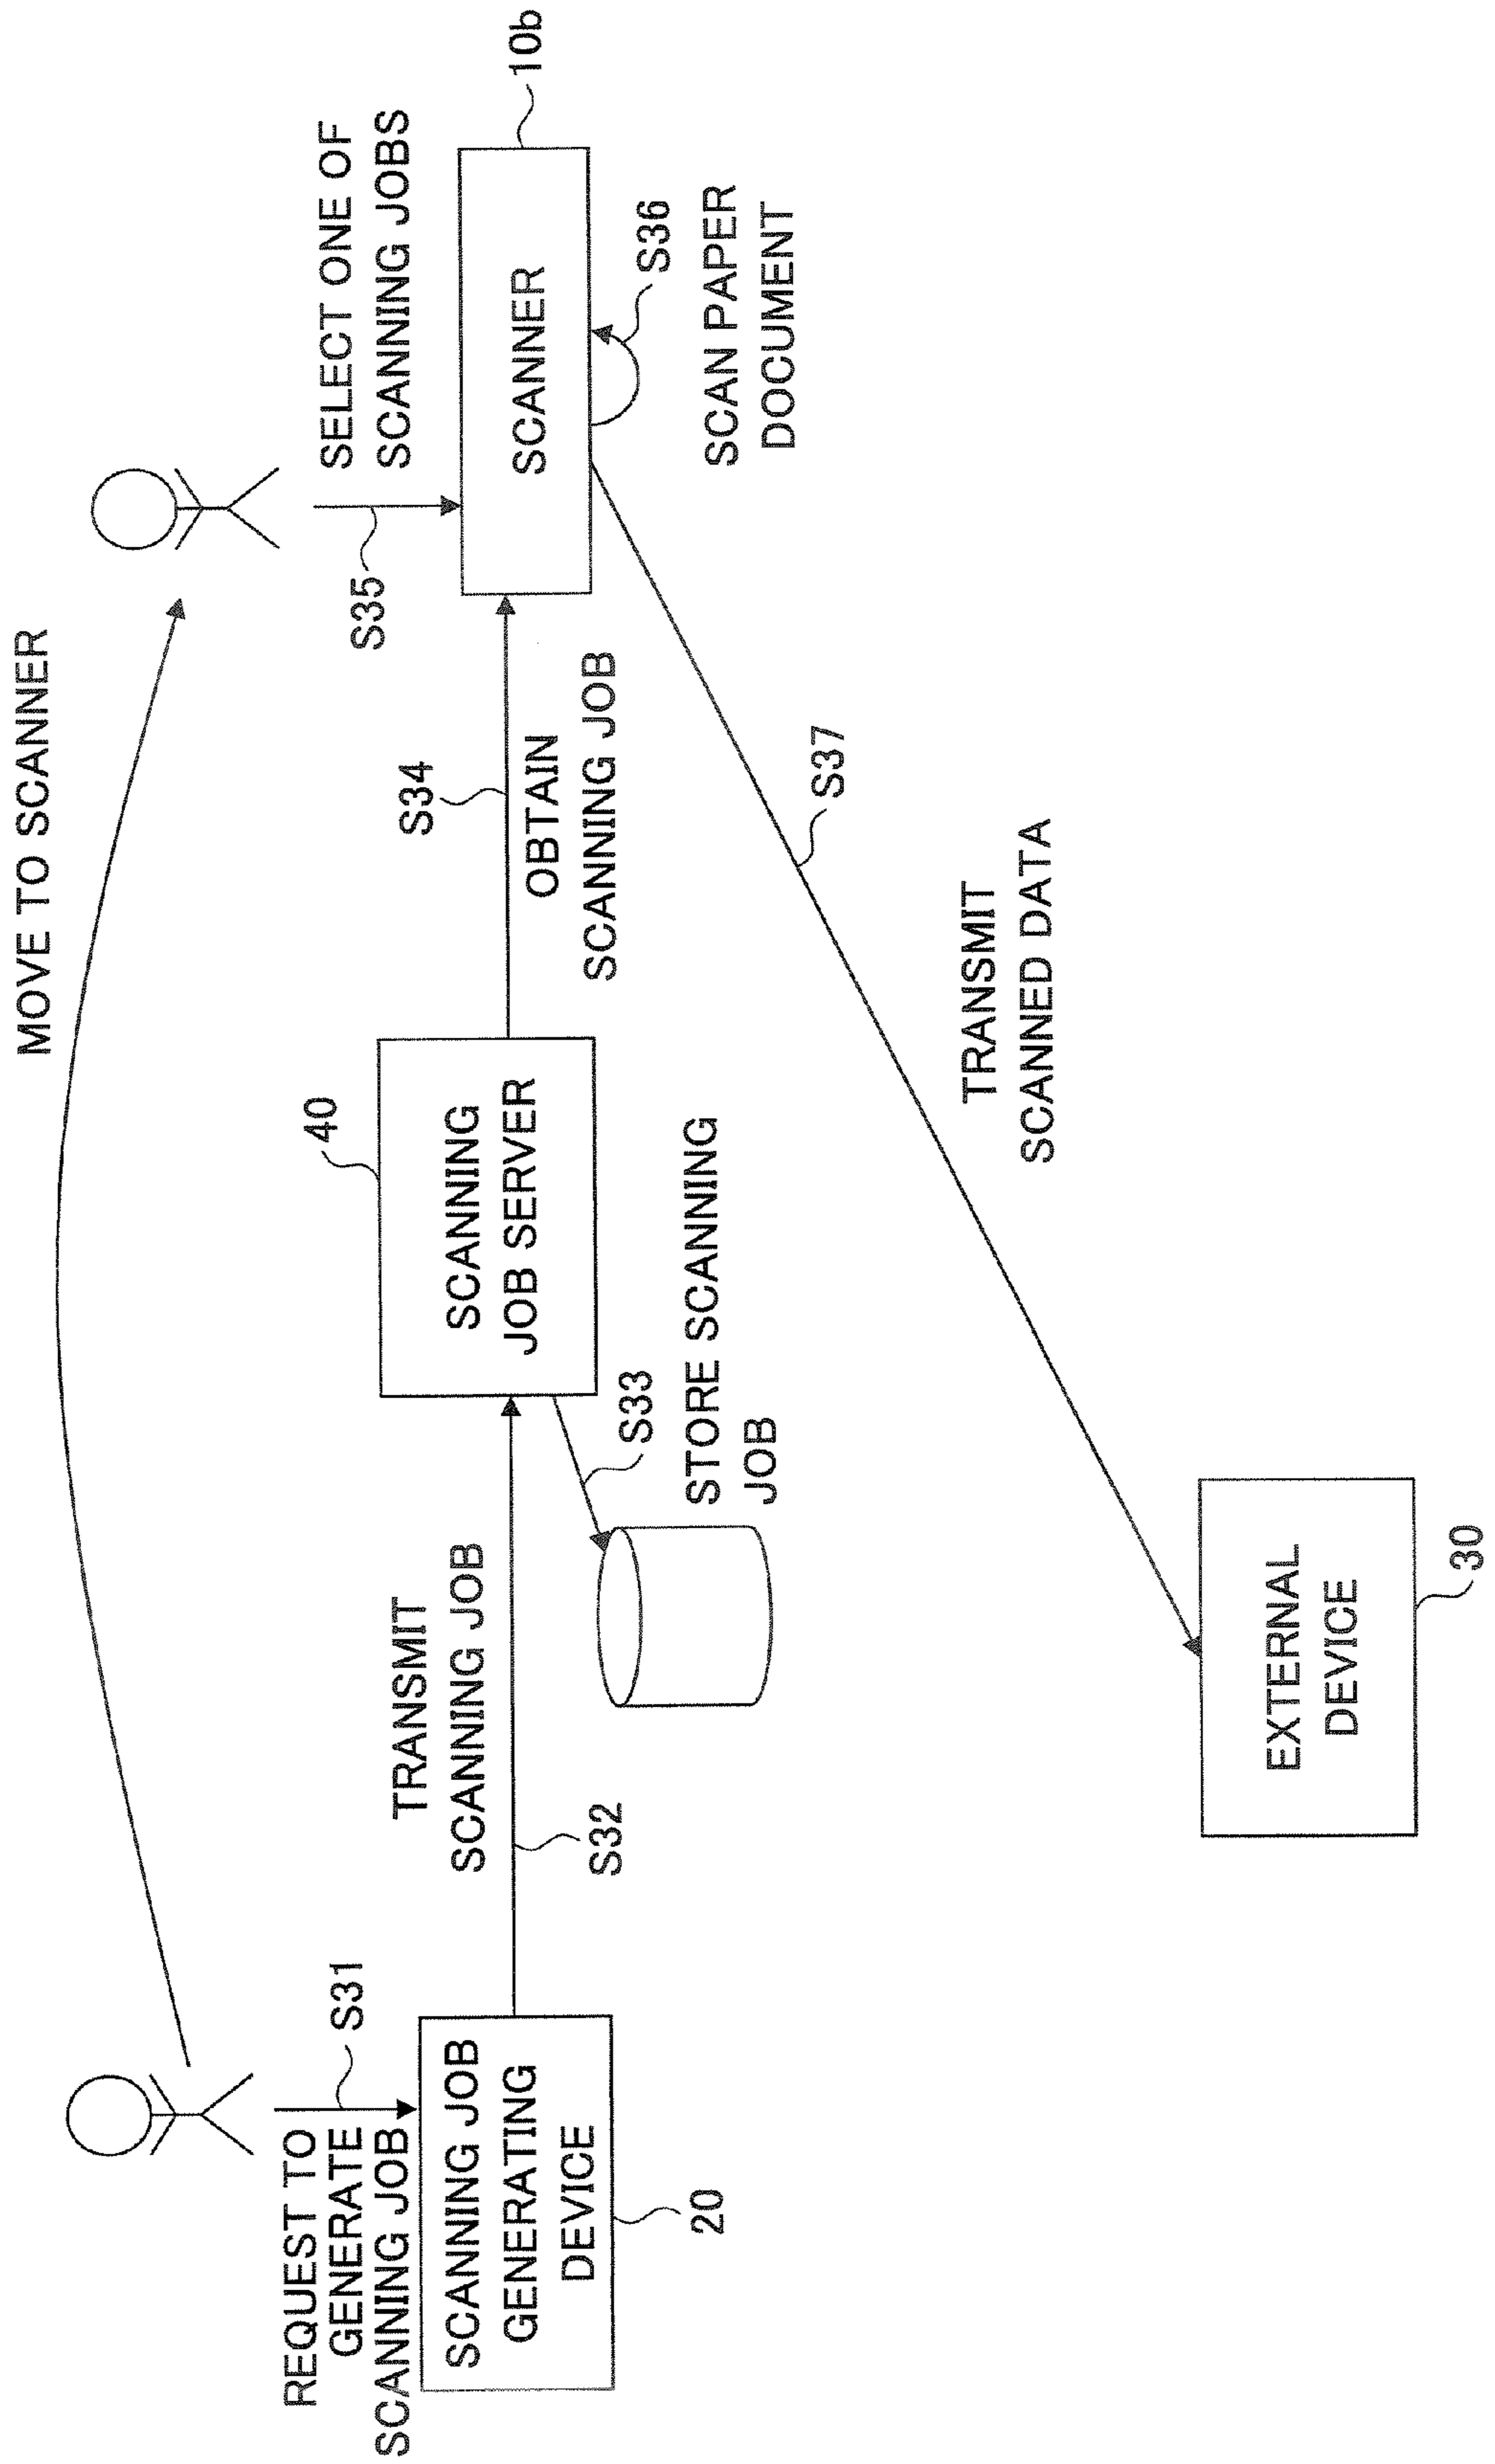 MOVE TO SCANNER
REQUEST TO
GENERATE
SCANNING JOB
S31
SCANNING JOB
GENERATING
DEVICE
20
TRANSMIT
SCANNING JOB
S32
40
SCANNING
JOB SERVER
S33
STORE SCANNING
JOB
S34
OBTAIN
SCANNING JOB
S35
SELECT ONE OF
SCANNING JOBS
SCANNER
10b
S36
SCAN PAPER
DOCUMENT
S37
TRANSMIT
SCANNED DATA
EXTERNAL
DEVICE
30